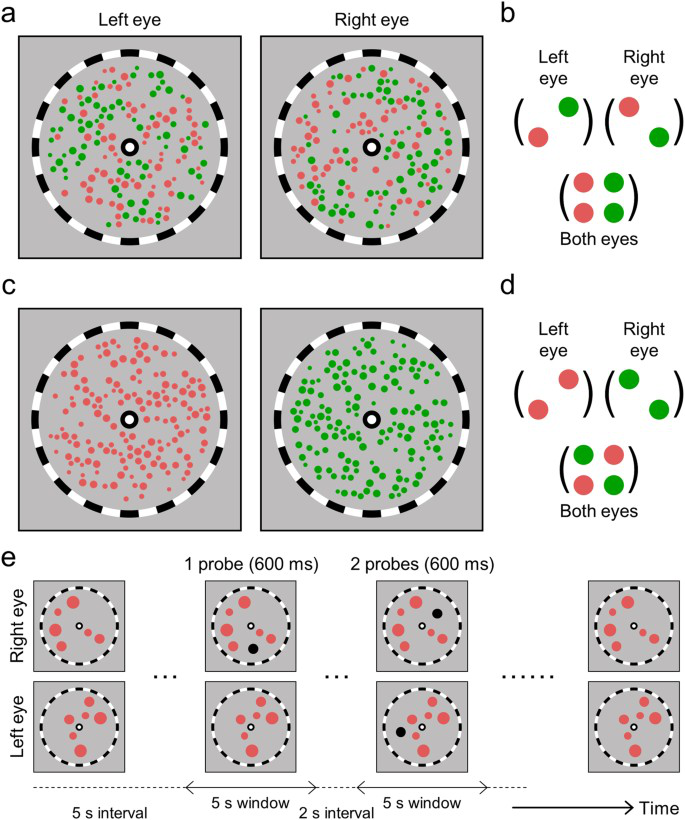 a
Left eye
Right eye
b
Left
eye
Right
eye
Both eyes
c
d
Left
eye
Right
eye
Both eyes
e
1 probe (600 ms)
2 probes (600 ms)
Right eye
Left eye
5 s interval
5 s window
2 s interval
5 s window
Time